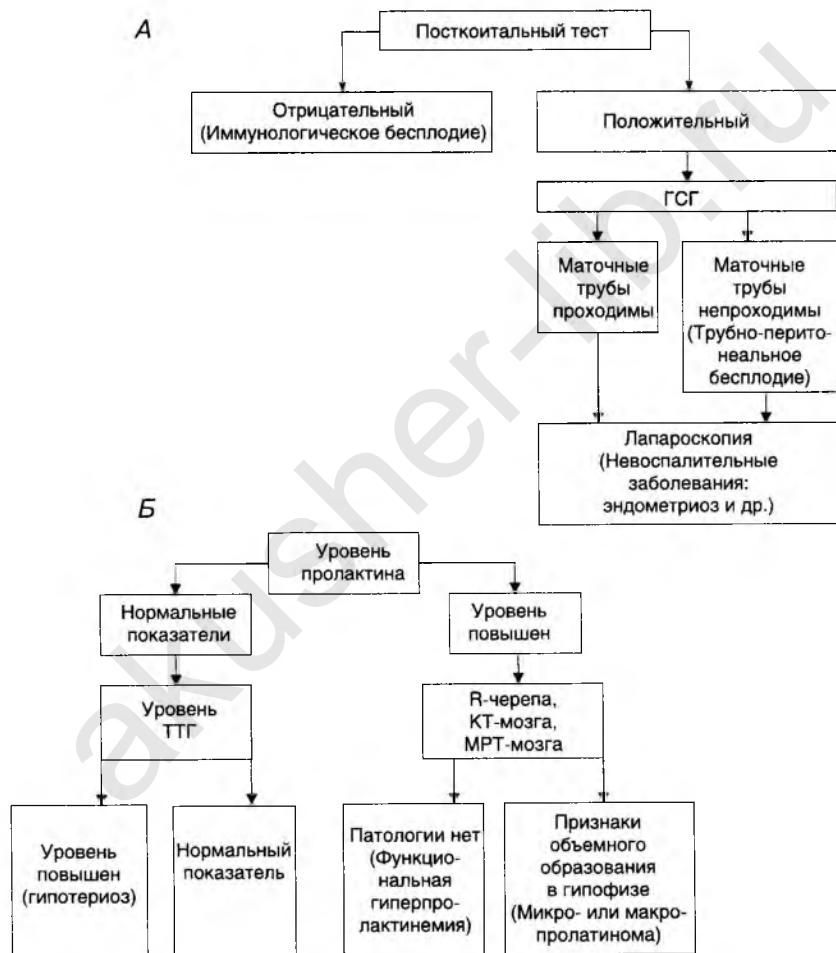 А
Посткоитальный тест
Отрицательный
(Иммунологическое бесплодие)
Положительный
ГСГ
Маточные
трубы
проходимы
Маточные
трубы
непроходимы
(Трубно-перито-
неальное
бесплодие)
Лапароскопия
(Невоспалительные
заболевания:
эндометриоз и др.)
Б
Уровень
пролактина
Нормальные
показатели
Уровень
повышен
Уровень
ТТГ
R-черепа,
КТ-мозга,
МРТ-мозга
Уровень
повышен
(гипотериоз)
Нормальный
показатель
Патологии нет
(Функцио-
нальная
гиперпро-
лактинемия)
Признаки
объемного
образования
в гипофизе
(Микро- или макро-
пролатинома)
akusher-lib.ru